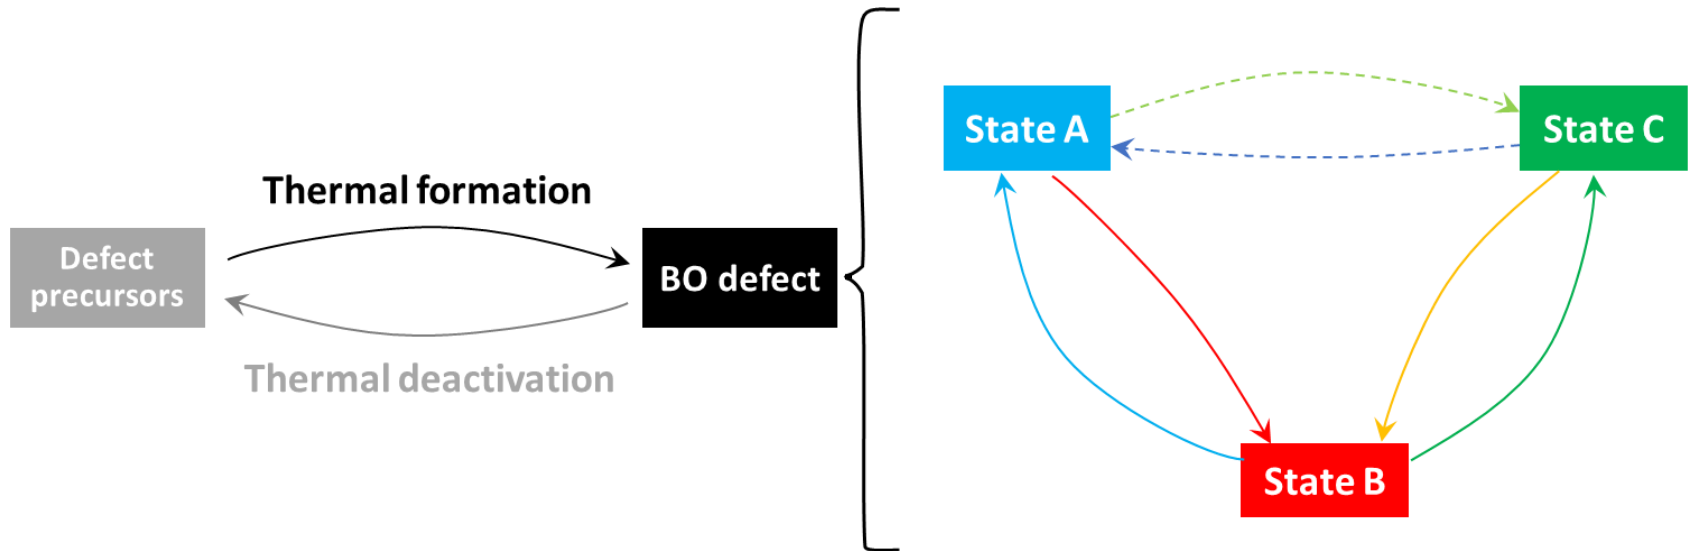 Thermal formation
Defect
precursors
BO defect
Thermal deactivation
State A
State C
State B